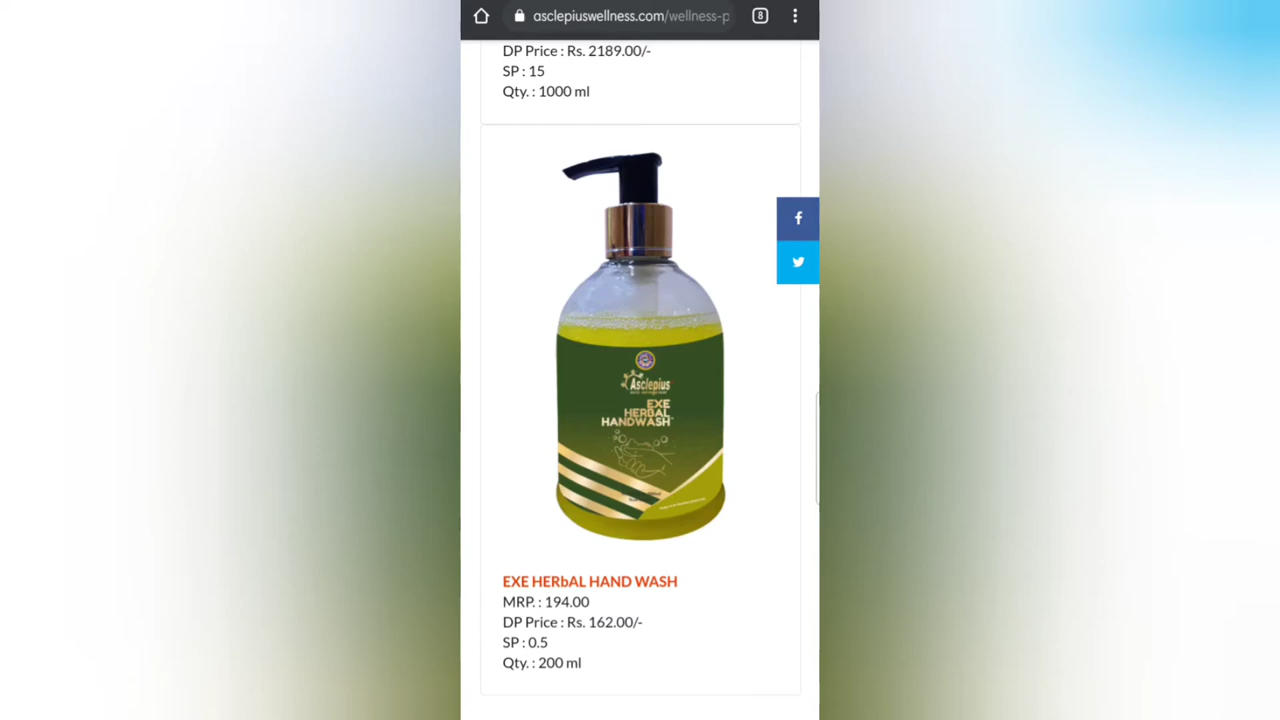 asclepiuswellness.com/wellness-p
8
DP Price : Rs. 2189.00/-
SP : 15
Qty. : 1000 ml
f
Asclepius
EXE
HERBAL
HANDWASH
EXE HERbAL HAND WASH
MRP. : 194.00
DP Price : Rs. 162.00/-
SP : 0.5
Qty. : 200 ml